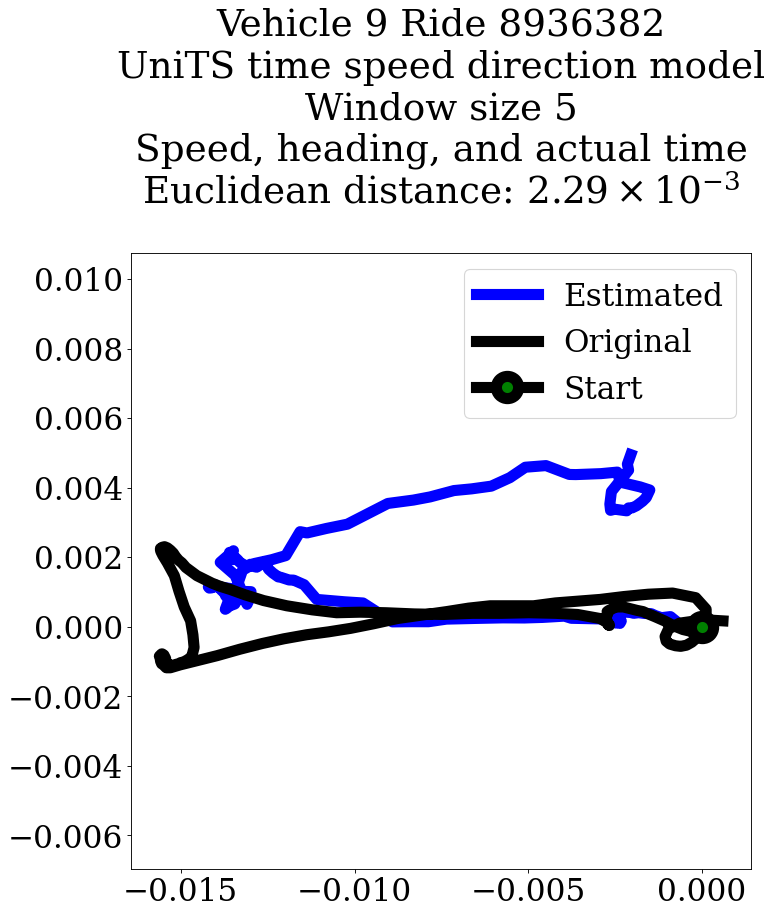 Vehicle 9 Ride 8936382
UniTS time speed direction model
Window size 5
Speed, heading, and actual time
Euclidean distance: 2.29 × 10⁻³
0.010
0.008
0.006
0.004
0.002
0.000
−0.002
−0.004
−0.006
Estimated
Original
Start
−0.015
−0.010
−0.005
0.000